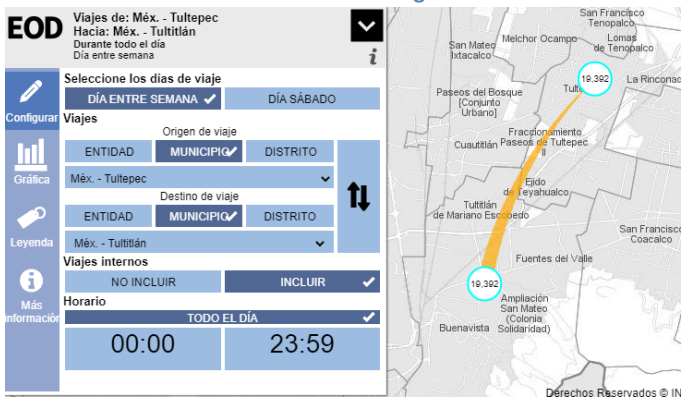 EOD
Viajes de: Méx. - Tultepec
Hacia: Méx. - Tultitlán
Durante todo el día
Día entre semana
i
Configurar
Gráfica
Leyenda
Más
información
Seleccione los días de viaje
DÍA ENTRE SEMANA
DÍA SÁBADO
Viajes
Origen de viaje
ENTIDAD
MUNICIPIO
DISTRITO
Méx. - Tultepec
Destino de viaje
ENTIDAD
MUNICIPIO
DISTRITO
Méx. - Tultitlán
Viajes internos
NO INCLUIR
INCLUIR
Horario
TODO EL DÍA
00:00
23:59
San Francisco
Tenopalco
Melchor Ocampo
Lomas
de Tenopalco
San Mateo
Ixtacalco
19,392
Tulte
La Rinconad
Paseos del Bosque
[Conjunto
Urbano]
Fraccionamiento
Cuautitlán
Paseos de Tultepec
II
Ejido
de Teyahualco
Tultitlán
de Mariano Escobedo
San Francisco
Coacalco
Fuentes del Valle
19,392
Ampliación
San Mateo
(Colonia
Solidaridad)
Buenavista
Derechos Reservados © IN